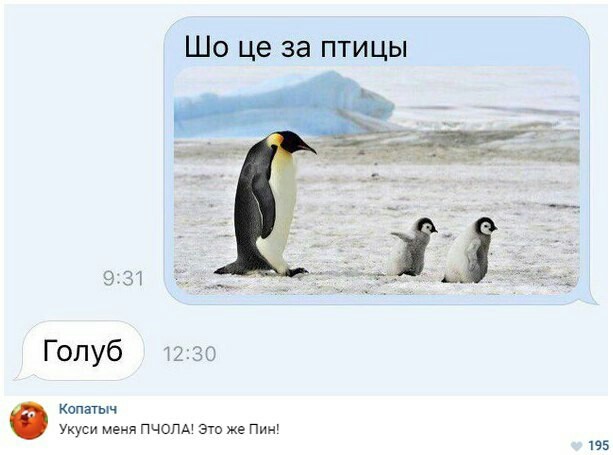 Шо це за птицы
9:31
Голуб
12:30
Копатыч
Укуси меня ПЧОЛА! Это же Пин!
195